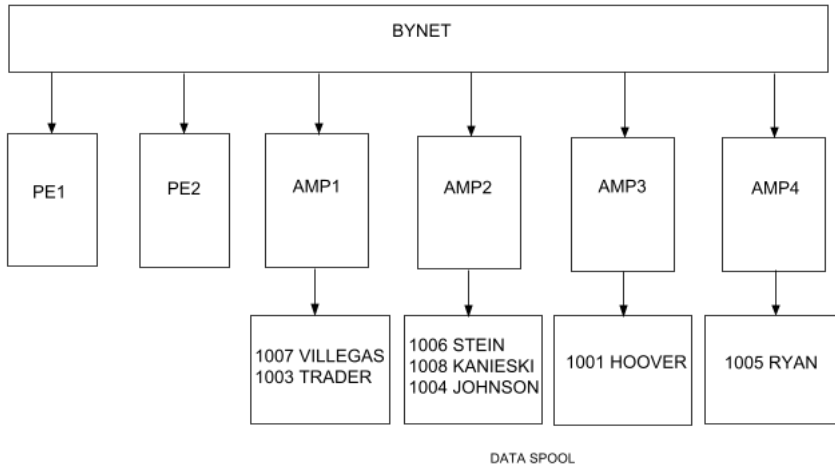 BYNET
PE1
PE2
AMP1
AMP2
AMP3
AMP4
1007 VILLEGAS
1003 TRADER
1006 STEIN
1008 KANIESKI
1004 JOHNSON
1001 HOOVER
1005 RYAN
DATA SPOOL